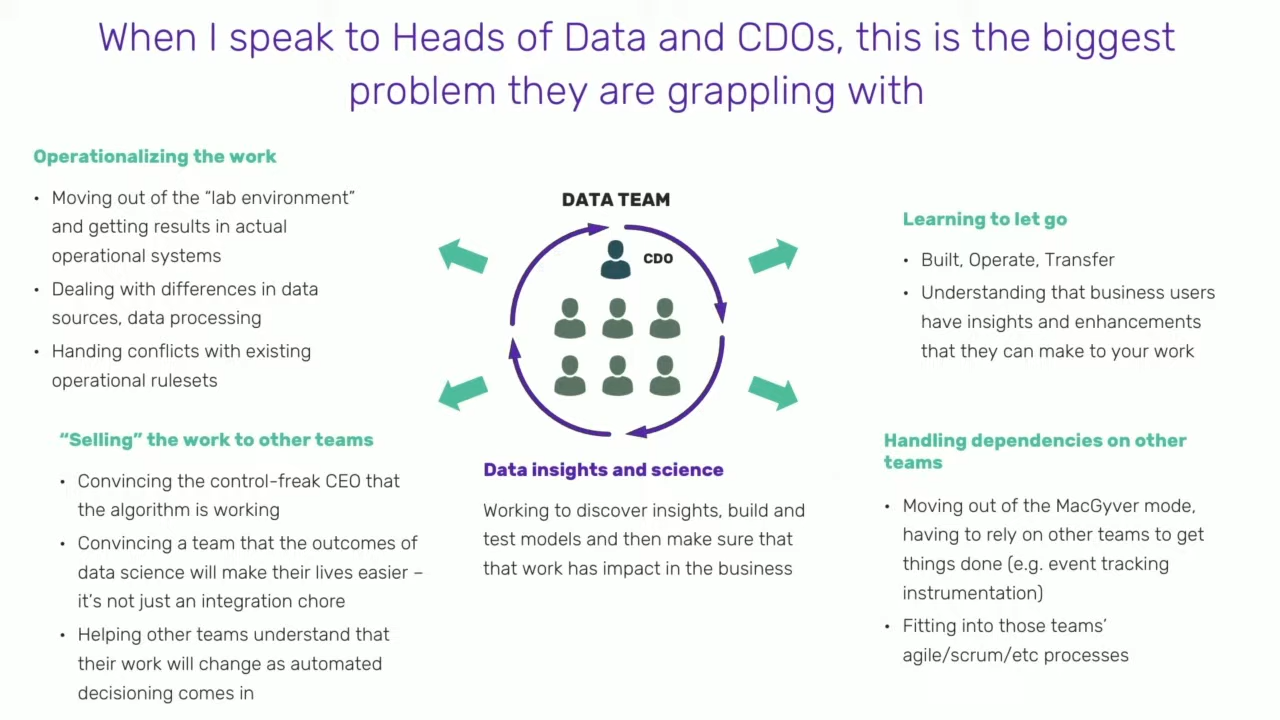 When I speak to Heads of Data and CDOs, this is the biggest
problem they are grappling with
Operationalizing the work
• Moving out of the “lab environment”
and getting results in actual
operational systems
• Dealing with differences in data
sources, data processing
• Handing conflicts with existing
operational rulesets
“Selling” the work to other teams
• Convincing the control-freak CEO that
the algorithm is working
• Convincing a team that the outcomes of
data science will make their lives easier –
it’s not just an integration chore
• Helping other teams understand that
their work will change as automated
decisioning comes in
DATA TEAM
CDO
Data insights and science
Working to discover insights, build and
test models and then make sure that
that work has impact in the business
Learning to let go
• Built, Operate, Transfer
• Understanding that business users
have insights and enhancements
that they can make to your work
Handling dependencies on other
teams
• Moving out of the MacGyver mode,
having to rely on other teams to get
things done (e.g. event tracking
instrumentation)
• Fitting into those teams’
agile/scrum/etc processes